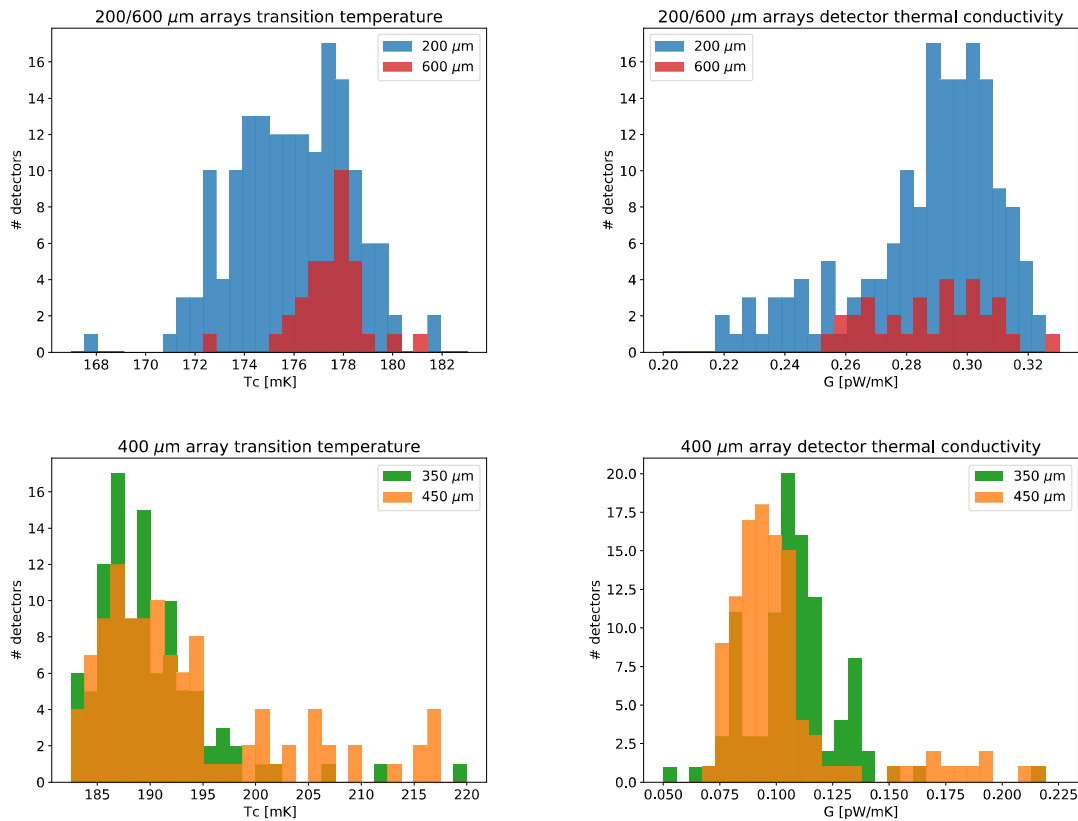 200/600 μm arrays transition temperature
200 μm
600 μm
# detectors
16
14
12
10
8
6
4
2
0
168 170 172 174 176 178 180 182
Tc [mK]
200/600 μm arrays detector thermal conductivity
200 μm
600 μm
# detectors
16
14
12
10
8
6
4
2
0
0.20 0.22 0.24 0.26 0.28 0.30 0.32
G [pW/mK]
400 μm array transition temperature
350 μm
450 μm
# detectors
16
14
12
10
8
6
4
2
0
185 190 195 200 205 210 215 220
Tc [mK]
400 μm array detector thermal conductivity
350 μm
450 μm
# detectors
20.0
17.5
15.0
12.5
10.0
7.5
5.0
2.5
0.0
0.050 0.075 0.100 0.125 0.150 0.175 0.200 0.225
G [pW/mK]